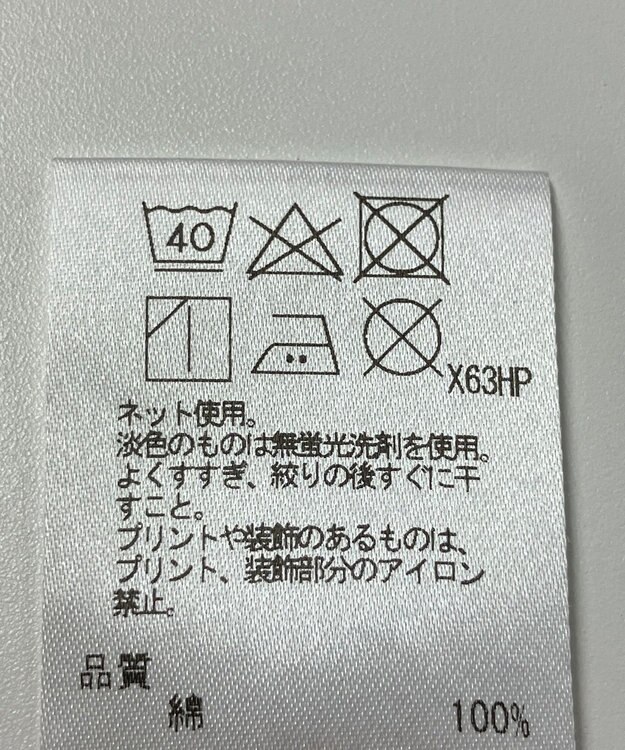 40
X63HP
ネット使用。
淡色のものは無蛍光洗剤を使用。
よくすすぎ、絞りの後すぐに干
すこと。
プリントや装飾のあるものは、
プリント、装飾部分のアイロン
禁止。
品質
綿 100%